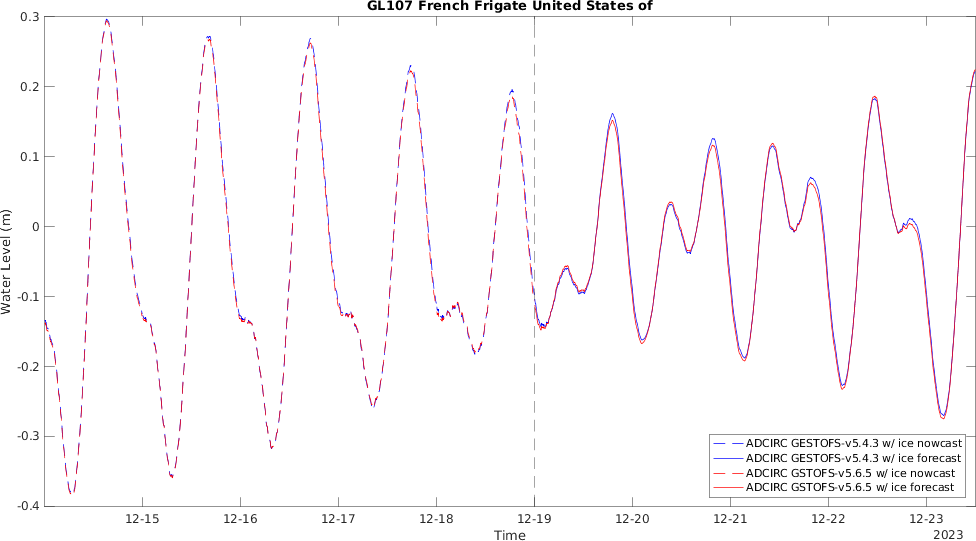 GL107 French Frigate United States of
0.3
0.2
0.1
0
-0.1
-0.2
-0.3
-0.4
Water Level (m)
ADCIRC GESTOFS-v5.4.3 w/ ice nowcast
ADCIRC GESTOFS-v5.4.3 w/ ice forecast
ADCIRC GSTOFS-v5.6.5 w/ ice nowcast
ADCIRC GSTOFS-v5.6.5 w/ ice forecast
12-15 12-16 12-17 12-18 12-19 12-20 12-21 12-22 12-23
Time 2023